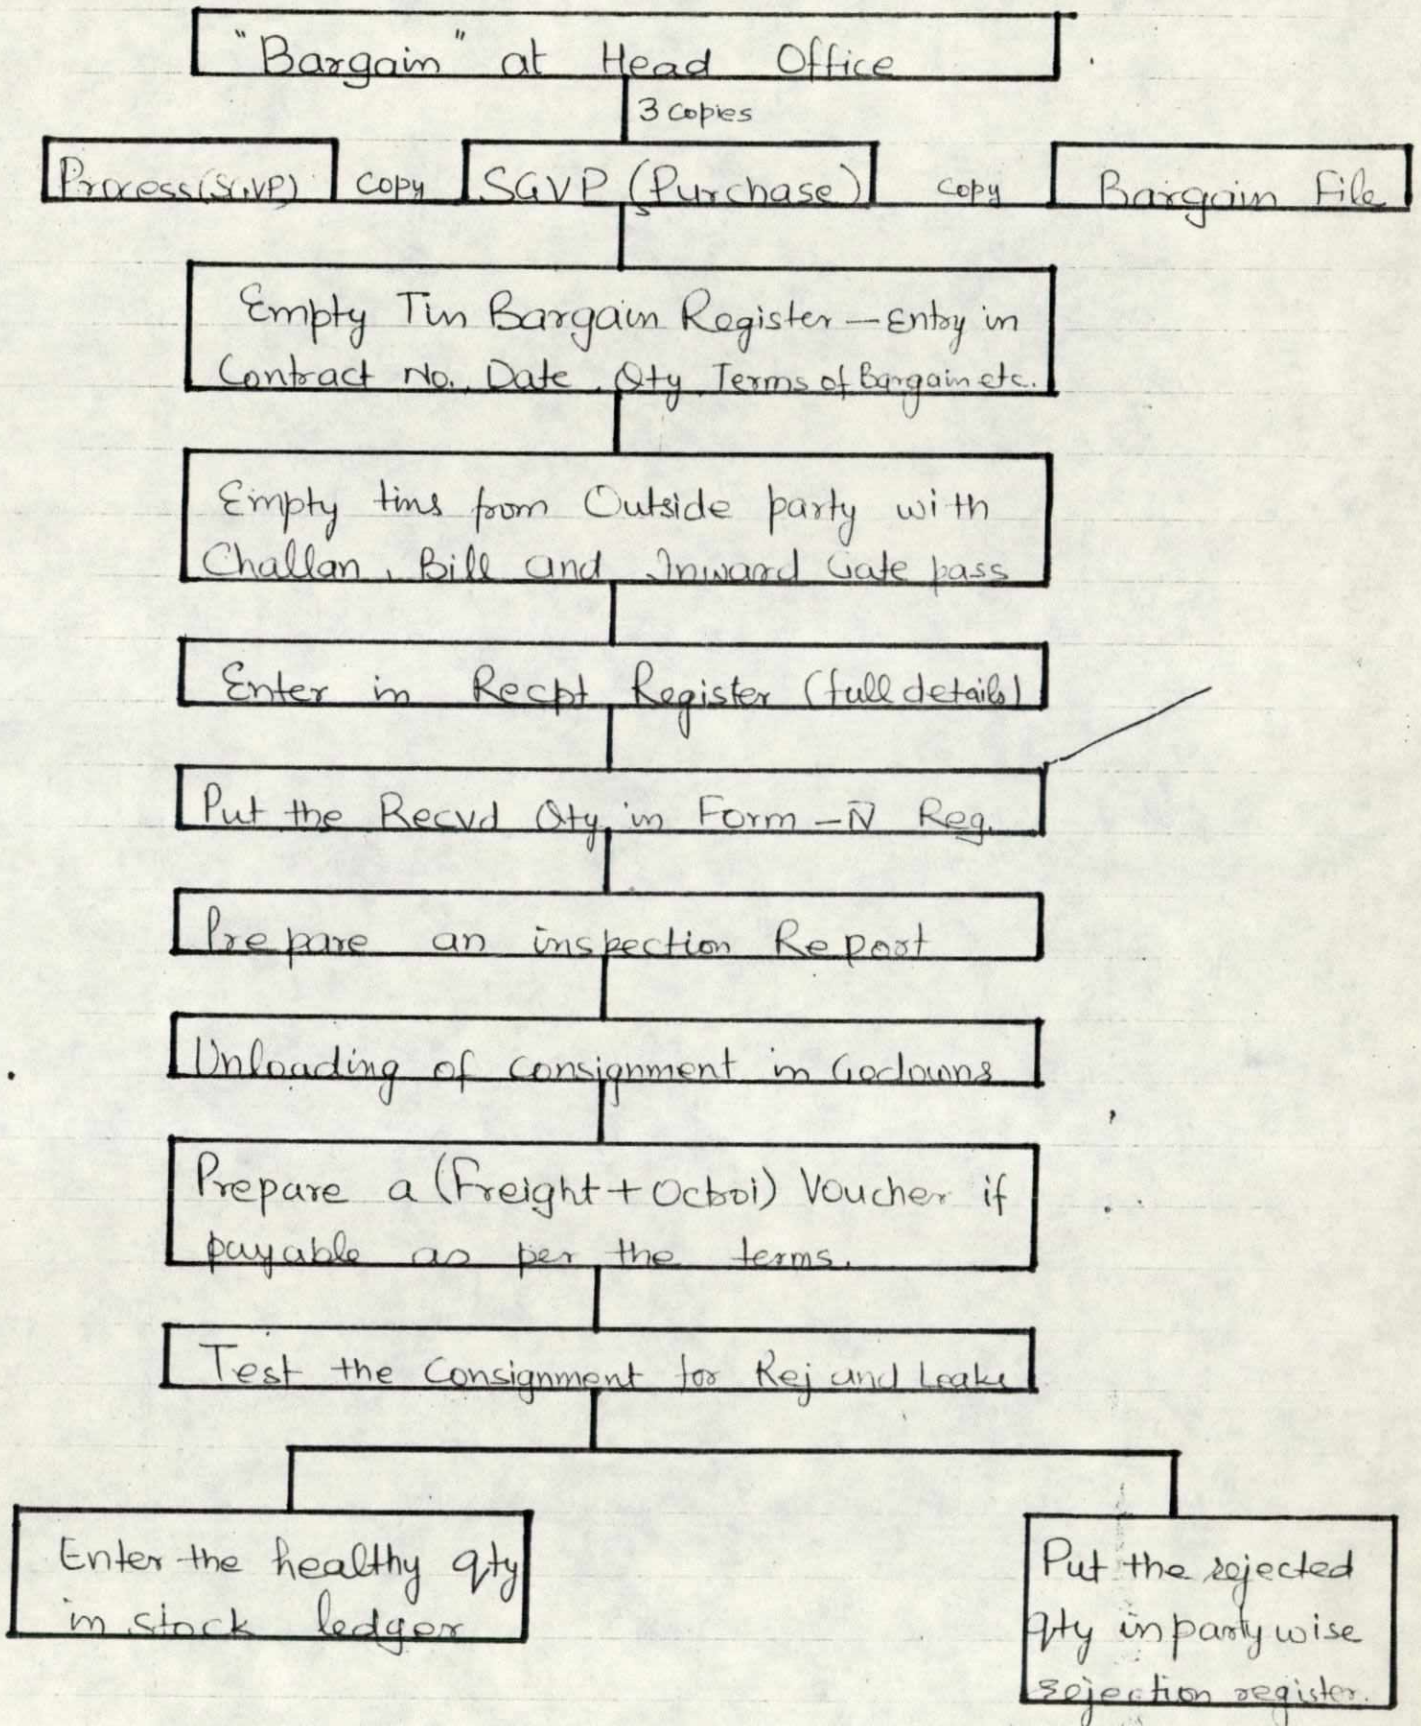 "Bargain" at Head Office
3 copies
Process(SGVP) copy SGVP (Purchase) copy Bargain File
Empty Tin Bargain Register – Entry in
Contract No. Date, Qty, Terms of Bargain etc.
Empty tins from Outside party with
Challan, Bill and Inward Gate pass
Enter in Recpt Register (full details)
Put the Recvd Qty, in Form – N Reg.
Prepare an inspection Report
Unloading of consignment in Godowns
Prepare a (Freight + Octroi) Voucher if
payable as per the terms.
Test the Consignment for Rej and Leaks
Enter the healthy qty
in stock ledger
Put the rejected
qty in party wise
rejection register.